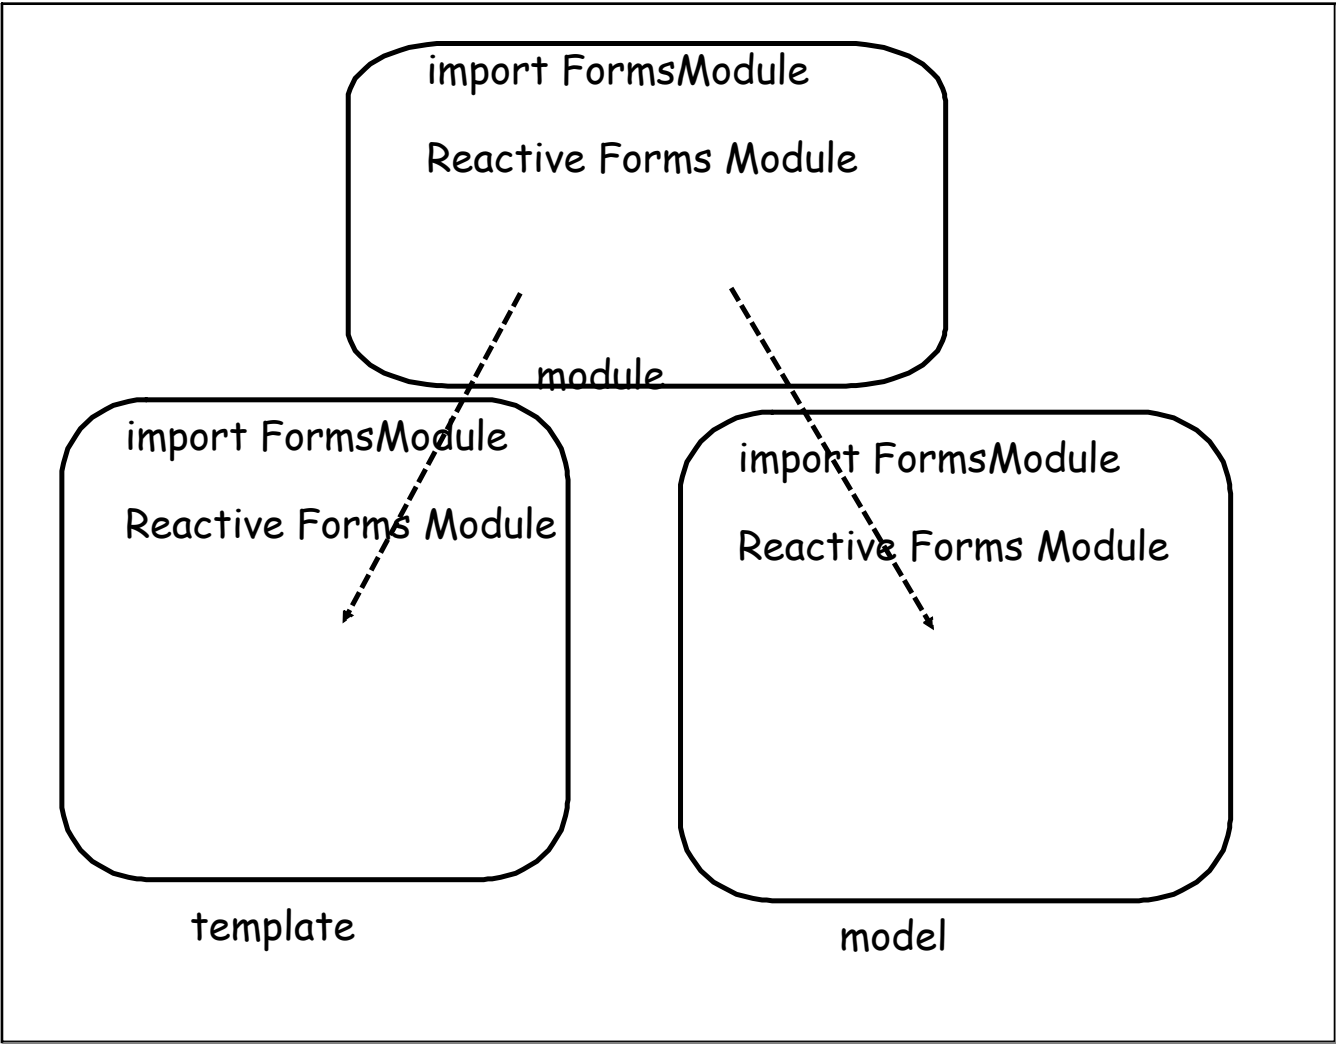 import FormsModule
Reactive Forms Module
module
import FormsModule
Reactive Forms Module
template
import FormsModule
Reactive Forms Module
model